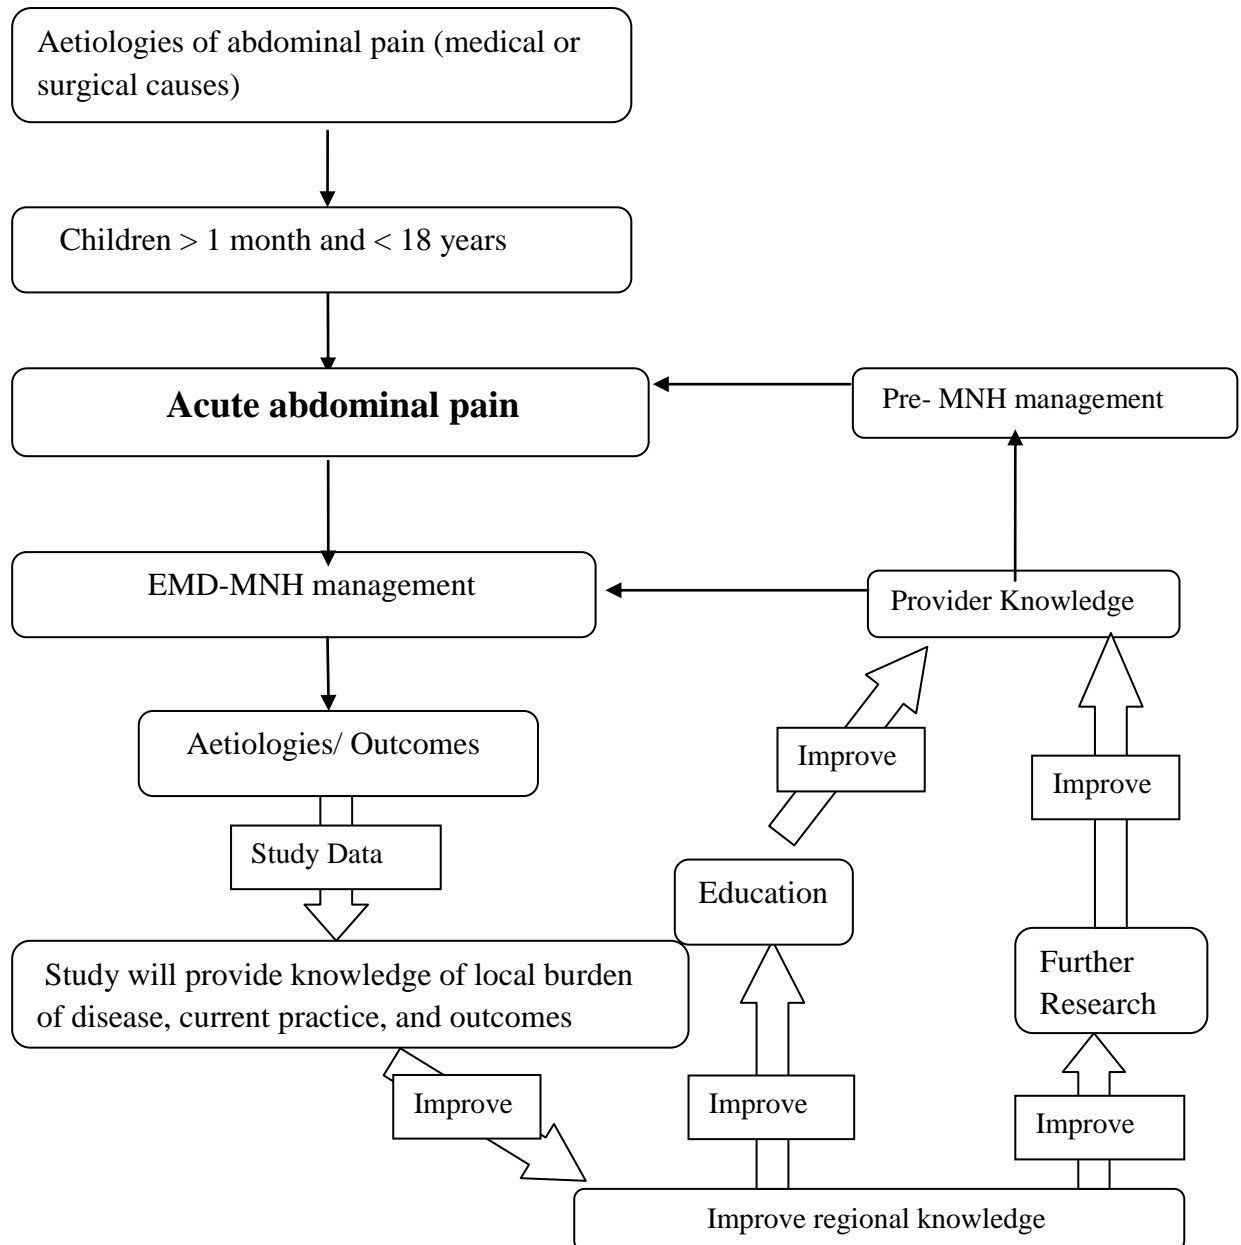 Aetiologies of abdominal pain (medical or
surgical causes)
Children > 1 month and < 18 years
Acute abdominal pain
Pre- MNH management
EMD-MNH management
Provider Knowledge
Aetiologies/ Outcomes
Improve
Improve
Study Data
Education
Study will provide knowledge of local burden
of disease, current practice, and outcomes
Further
Research
Improve
Improve
Improve
Improve regional knowledge